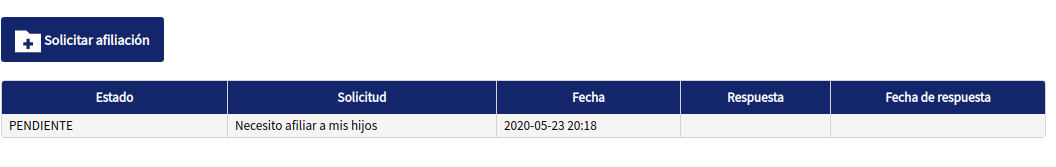 Solicitar afiliación
Estado Solicitud Fecha Respuesta Fecha de respuesta
PENDIENTE Necesito afiliar a mis hijos 2020-05-23 20:18